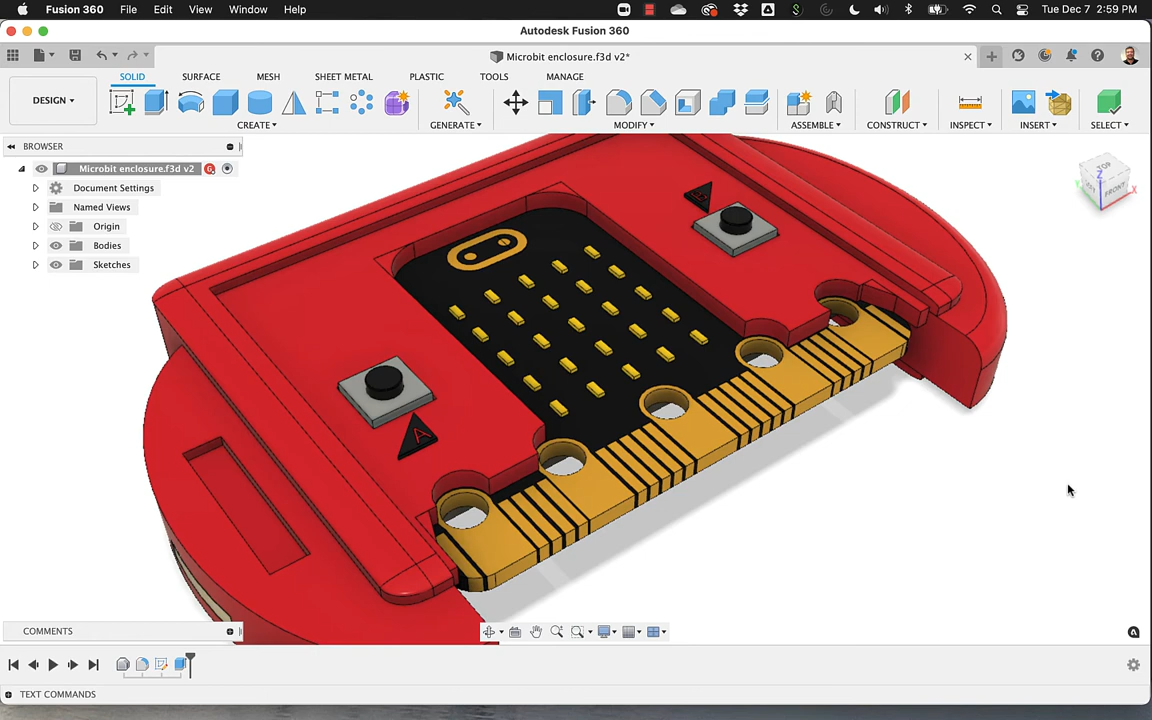 Fusion 360 File Edit View Window Help Tue Dec 7 2:59 PM
Autodesk Fusion 360
Microbit enclosure.f3d v2*
SOLID SURFACE MESH SHEET METAL PLASTIC TOOLS MANAGE
DESIGN
CREATE GENERATE MODIFY ASSEMBLE CONSTRUCT INSPECT INSERT SELECT
BROWSER
Microbit enclosure.f3d v2
Document Settings
Named Views
Origin
Bodies
Sketches
TOP
FRONT
Z
X
B
A
COMMENTS
TEXT COMMANDS